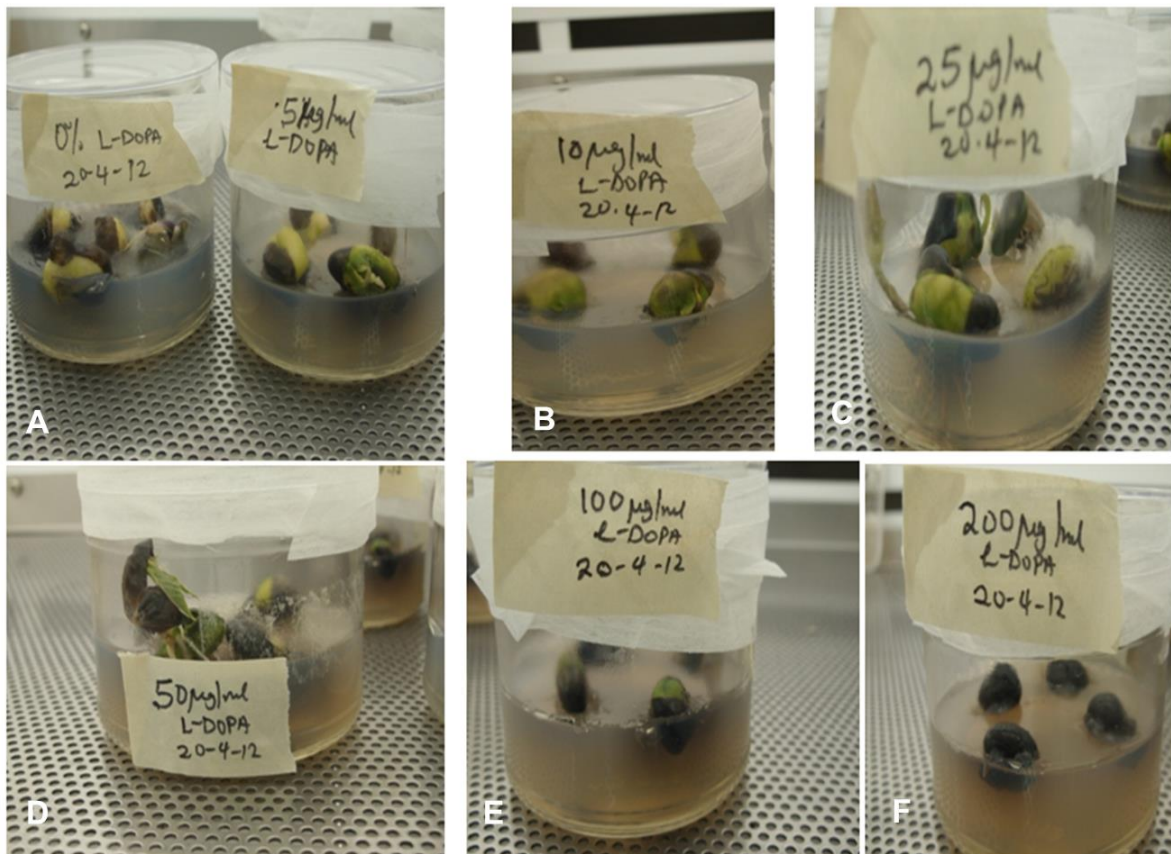 0% L-DOPA
20-4-12
.5µg/ml
L-DOPA
A
10µg/ml
L-DOPA
20.4-12
B
25µg/ml
L-DOPA
20.4-12
C
50µg/ml
L-DOPA
20-4-12
D
100µg/ml
L-DOPA
20-4-12
E
200µg/ml
L-DOPA
20-4-12
F